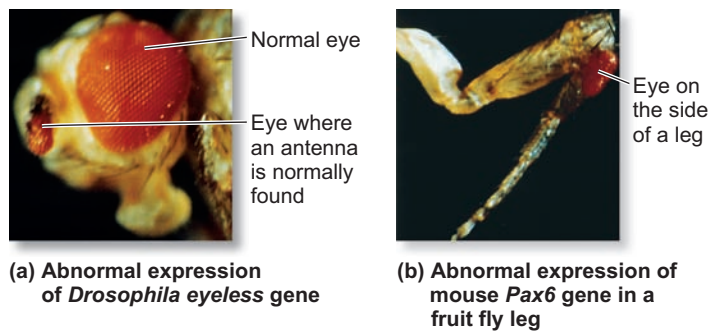 Normal eye
Eye where
an antenna
is normally
found
(a) Abnormal expression
of Drosophila eyeless gene
Eye on
the side
of a leg
(b) Abnormal expression of
mouse Pax6 gene in a
fruit fly leg